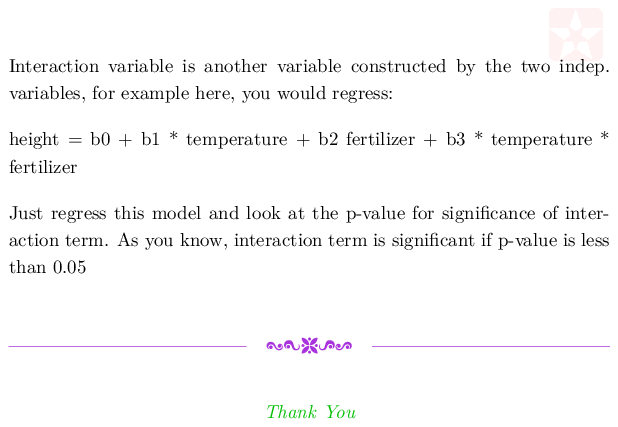 Interaction variable is another variable constructed by the two indep.
variables, for example here, you would regress:
height = b0 + b1 * temperature + b2 fertilizer + b3 * temperature *
fertilizer
Just regress this model and look at the p-value for significance of inter-
action term. As you know, interaction term is significant if p-value is less
than 0.05
Thank You